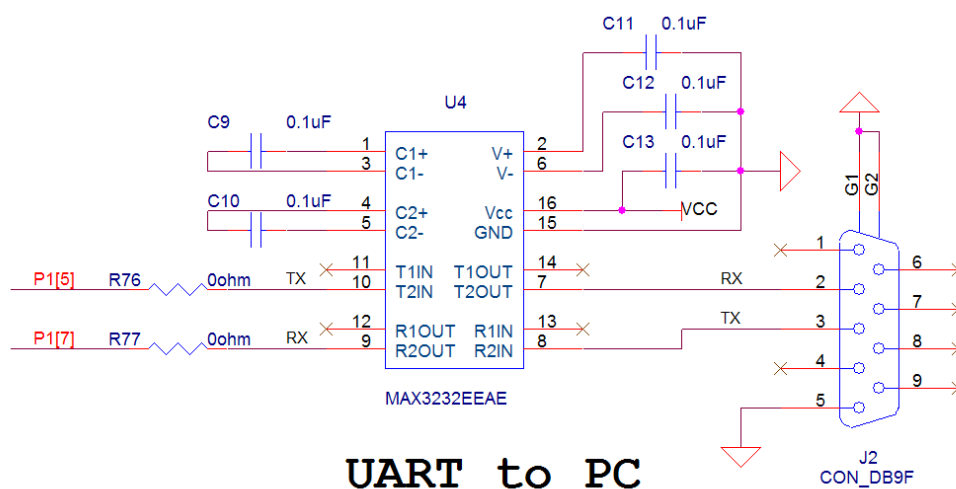 C11 0.1uF
C12 0.1uF
U4
C9 0.1uF
C13 0.1uF
1 C1+ V+ 2
3 C1- V- 6
G1 G2
C10 0.1uF
4 C2+ Vcc 16 VCC
5 C2- GND 15
1
11 T1IN T1OUT 14
6
P1[5] R76 0ohm TX 10 T2IN T2OUT 7 RX 2
7
12 R1OUT R1IN 13 TX 3
P1[7] R77 0ohm RX 9 R2OUT R2IN 8
8
4
9
MAX3232EEAE
5
J2
UART to PC
CON_DB9F